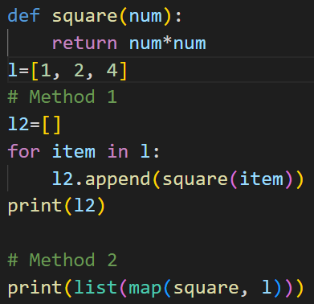 def square(num):
    return num*num
l=[1, 2, 4]
# Method 1
l2=[]
for item in l:
    l2.append(square(item))
print(l2)

# Method 2
print(list(map(square, l)))